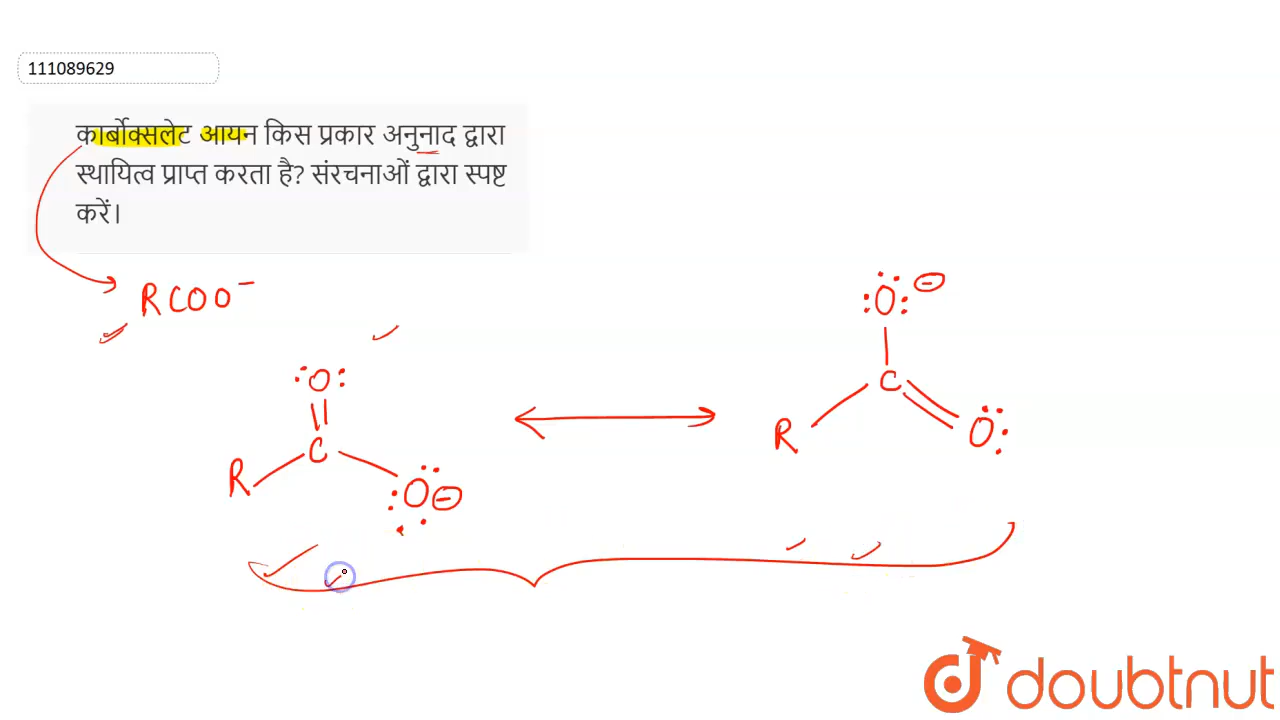 111089629
कार्बोक्सलेट आयन किस प्रकार अनुनाद द्वारा
स्थायित्व प्राप्त करता है? संरचनाओं द्वारा स्पष्ट
करें।
RCOO⁻
:O: ‖ C R :O: ⊖
:O: ⊖ C R O:
doubtnut